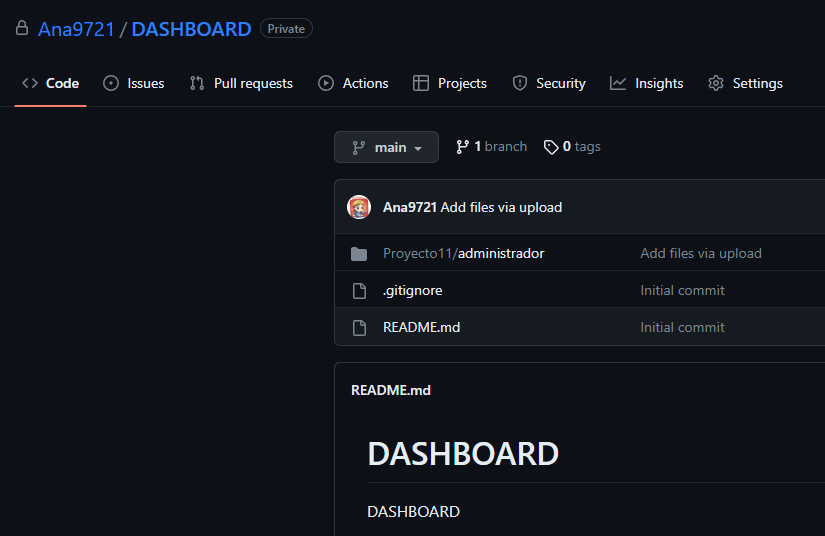 Ana9721 / DASHBOARD Private
Code Issues Pull requests Actions Projects Security Insights Settings
main 1 branch 0 tags
Ana9721 Add files via upload
Proyecto11/administrador Add files via upload
.gitignore Initial commit
README.md Initial commit
README.md
DASHBOARD
DASHBOARD